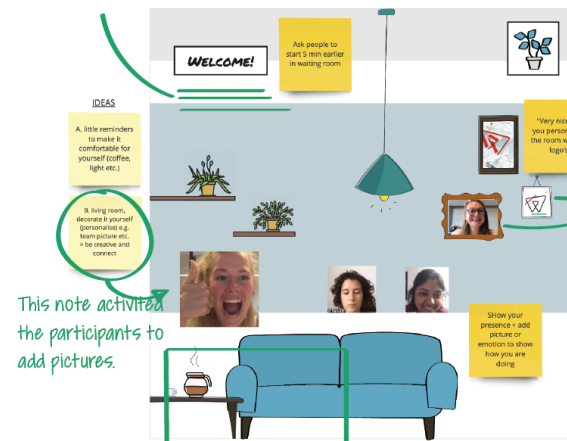 WELCOME!
Ask people to
start 5 min earlier
in waiting room
IDEAS
A. little reminders
to make it
comfortable for
yourself (coffee,
light etc.)
"Very nice
you person
the room w
logo's
B. living room,
decorate it yourself
(personalise) e.g.
team picture etc.
> be creative and
connect
This note activited
the participants to
add pictures.
SHow your
presence + add
picture or
emotion to show
how you are
doing